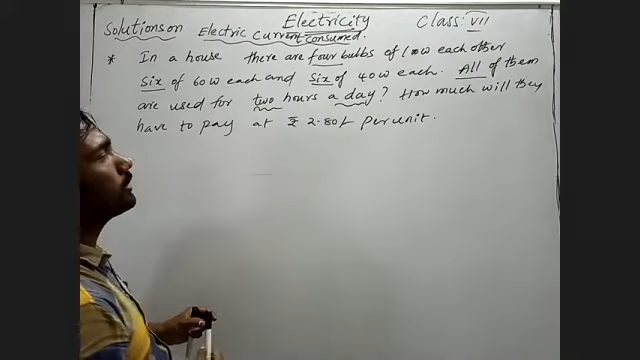 Electricity Class: VII
Solutions on Electric Current consumed.
* In a house there are four bulbs of 100w each other
Six of 60w each and Six of 40w each. All of them
are used for two hours a day? How much will they
have to pay at ₹ 2.80/- per unit.